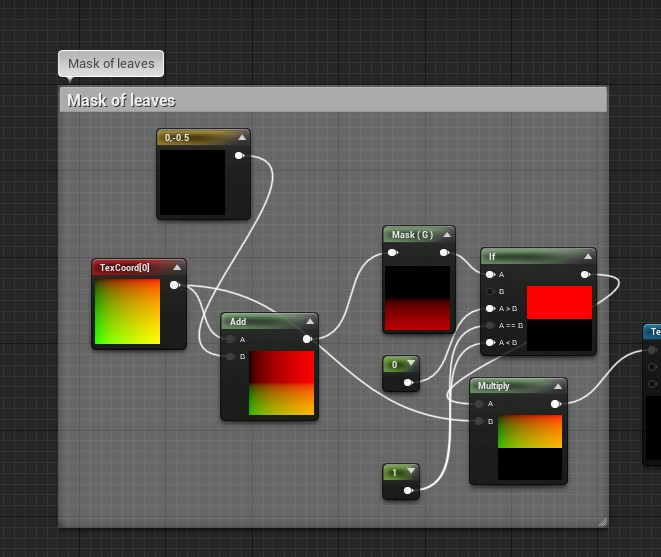 Mask of leaves
Mask of leaves
0,-0.5
TexCoord[0]
Add
A
B
Mask ( G )
If
A
B
A > B
A == B
A < B
0
Multiply
A
B
1
Te